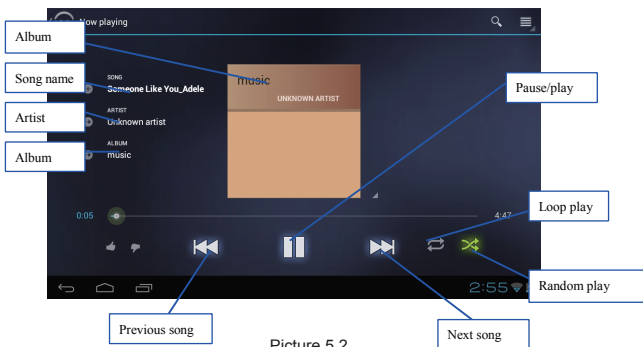 Now playing
Album
SONG
Song name
Someone Like You_Adele
music
UNKNOWN ARTIST
Pause/play
ARTIST
Artist
Unknown artist
ALBUM
Album
music
0:05
4:47
Loop play
2:55
Random play
Previous song
Next song
Picture 5.2